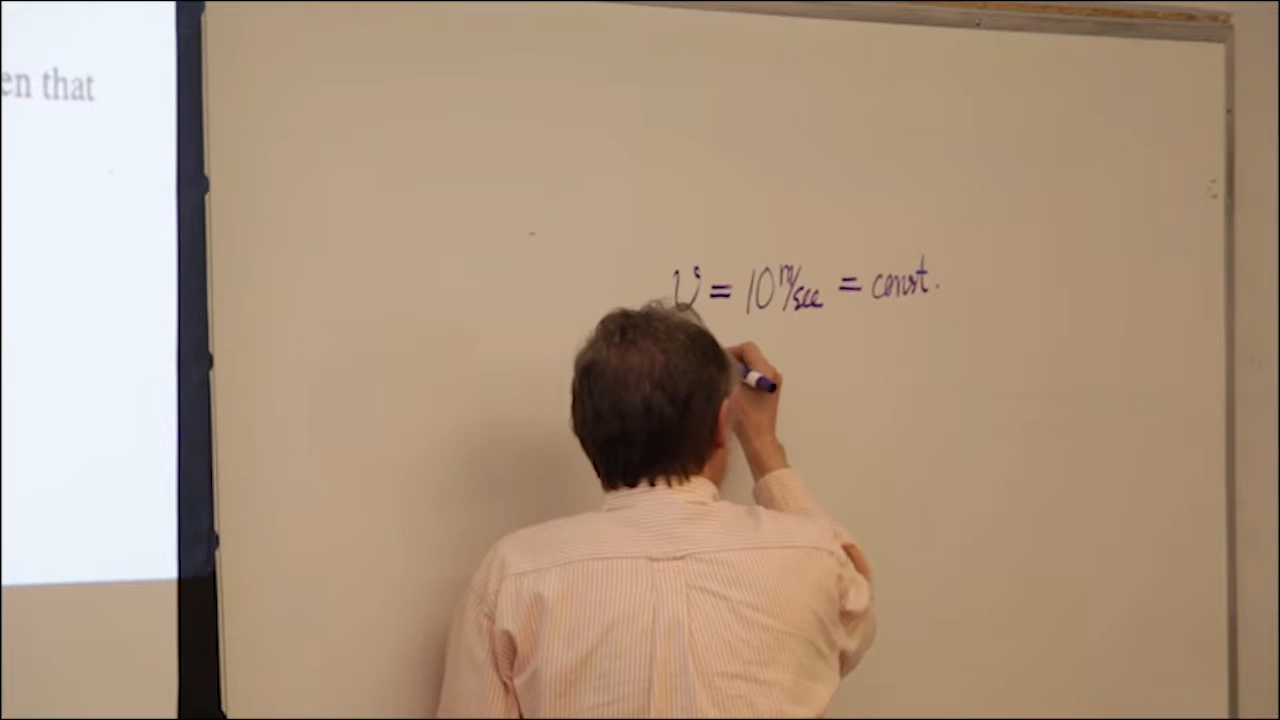 en that
v = 10 m/sec = const.